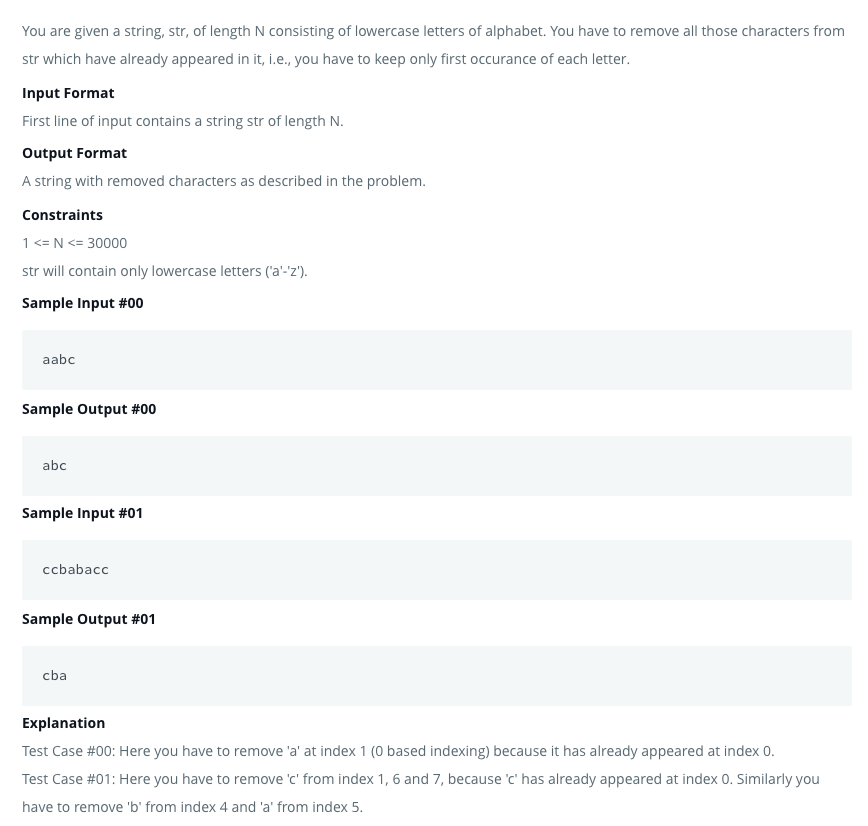 You are given a string, str, of length N consisting of lowercase letters of alphabet. You have to remove all those characters from
str which have already appeared in it, i.e., you have to keep only first occurance of each letter.
Input Format
First line of input contains a string str of length N.
Output Format
A string with removed characters as described in the problem.
Constraints
1 <= N <= 30000
str will contain only lowercase letters ('a'-'z').
Sample Input #00
aabc
Sample Output #00
abc
Sample Input #01
ccbabacc
Sample Output #01
cba
Explanation
Test Case #00: Here you have to remove 'a' at index 1 (0 based indexing) because it has already appeared at index 0.
Test Case #01: Here you have to remove 'c' from index 1, 6 and 7, because 'c' has already appeared at index 0. Similarly you
have to remove 'b' from index 4 and 'a' from index 5.